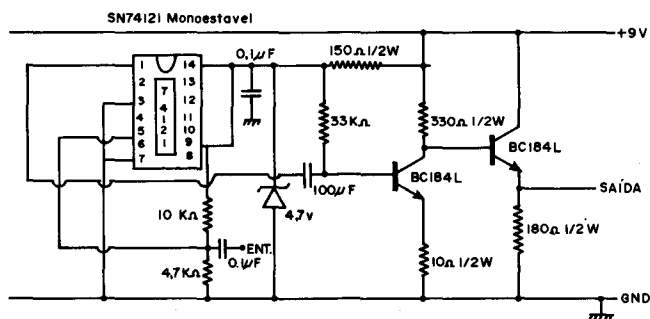 SN74121 Monoestavel
+9V
0,1µF
150Ω 1/2W
1 14
2 13
3 12
4 11
5 10
6 9
7 8
7
4
1
2
1
33KΩ
330Ω 1/2W
BC184L
BC184L
100µF
SAÍDA
10 KΩ
4,7v
ENT.
0,1µF
180Ω 1/2W
4,7KΩ
10Ω 1/2W
GND